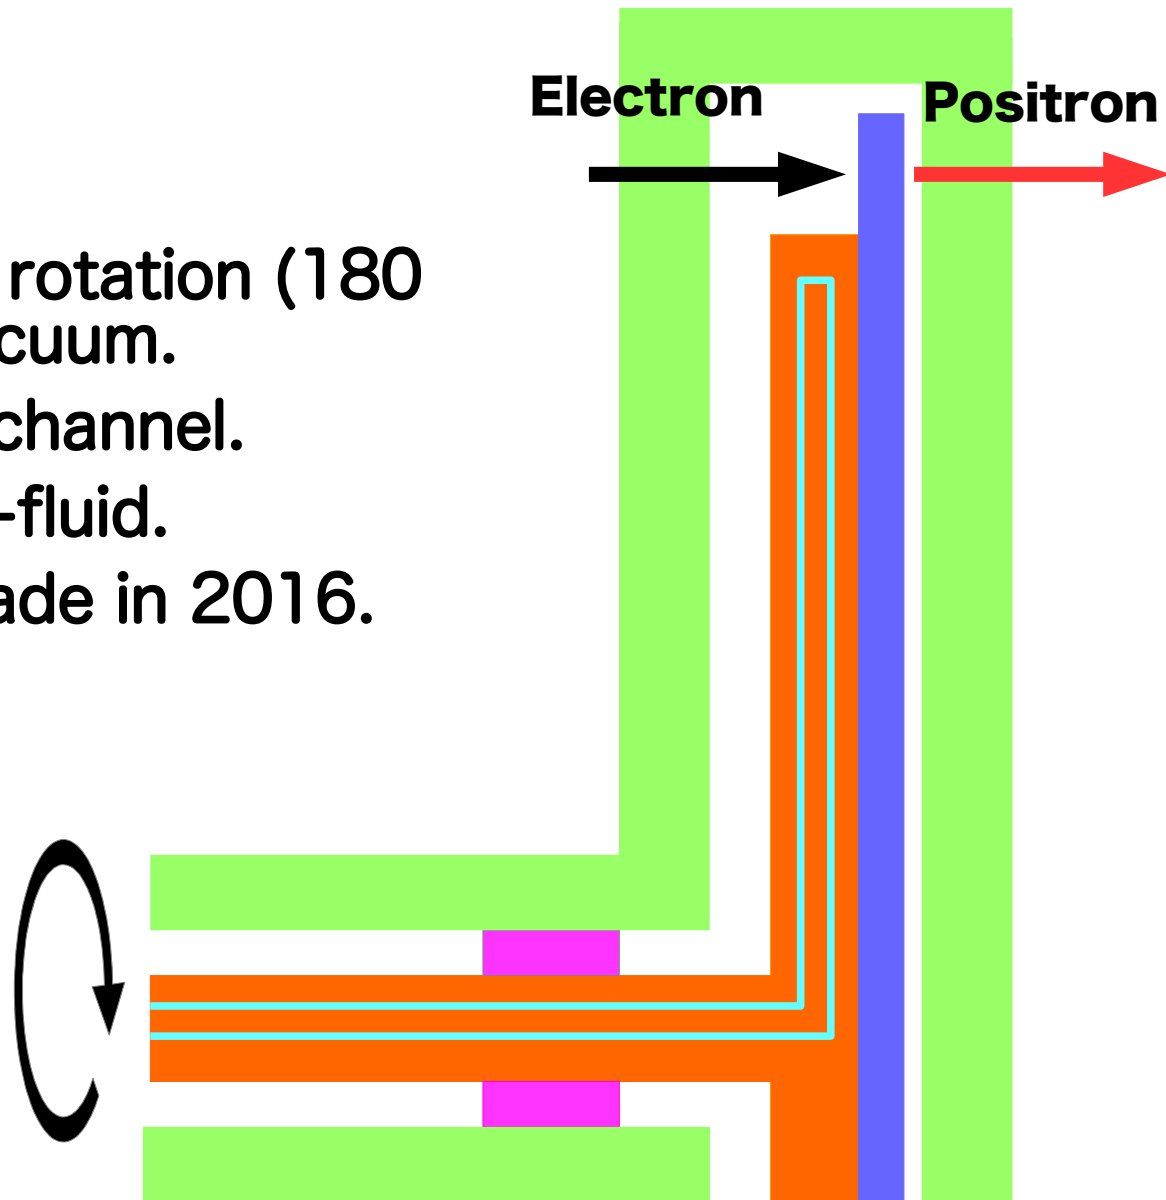 Electron
Positron
rotation (180
cuum.
channel.
-fluid.
ade in 2016.